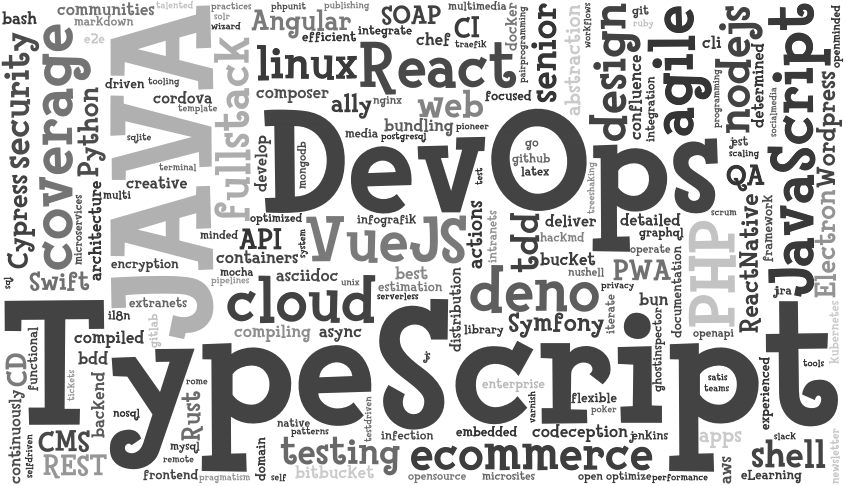 bash
communities
markdown
talented
practices
solr
wizard
phpunit
publishing
Angular
efficient
integrate
SOAP
chef
CI
multimedia
traefik
docker
pairprogramming
senior
abstraction
workflows
design
git
ruby
confluence
integration
agile
cli
programming
nodejs
determined
socialmedia
JavaScript
openminded
Cypress
security
coverage
e2e
Python
driven
tooling
cordova
template
JAVA
Fullstack
linux
React
composer
ally
nginx
web
focused
bundling
pioneer
media
postgresql
DevOps
go
github
latex
mongodb
develop
sqlite
terminal
creative
multi
microservices
architecture
encryption
minded
optimized
infografik
API
containers
system
VueJS
actions
intranets
test
treeshaking
tdd
deliver
hackmd
detailed
graphql
operate
bucket
nushell
PWA
documentation
PHP
scrum
ReactNative
framework
QA
jest
scaling
Wordpress
Electron
jira
sql
Swift
extranets
gitlab
i18n
mocha
pipelines
asciidoc
unix
best
estimation
serverless
cloud
distribution
deno
privacy
bun
iterate
library
Symfony
ghostinspector
openapi
kubernetes
compiled
compiling
async
TypeScript
jr
functional
CD
bdd
tickets
backend
nosql
continuously
selfdriven
CMS
REST
rome
Rust
mysql
remote
frontend
pragmatism
domain
self
native
patterns
testing
bitbucket
testdriven
infection
opensource
ecommerce
embedded
microsites
enterprise
varnish
flexible
poker
codeception
jenkins
open
optimize
performance
satis
teams
apps
aws
experienced
tools
slack
shell
eLearning
newsletter